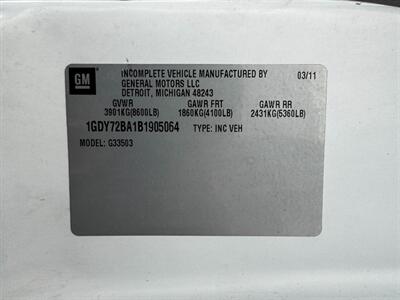 GM
INCOMPLETE VEHICLE MANUFACTURED BY 03/11
GENERAL MOTORS LLC
DETROIT, MICHIGAN 48243
GVWR GAWR FRT GAWR RR
3901KG(8600LB) 1860KG(4100LB) 2431KG(5360LB)
1GDY72BA1B1905064 TYPE: INC VEH
MODEL: G33503